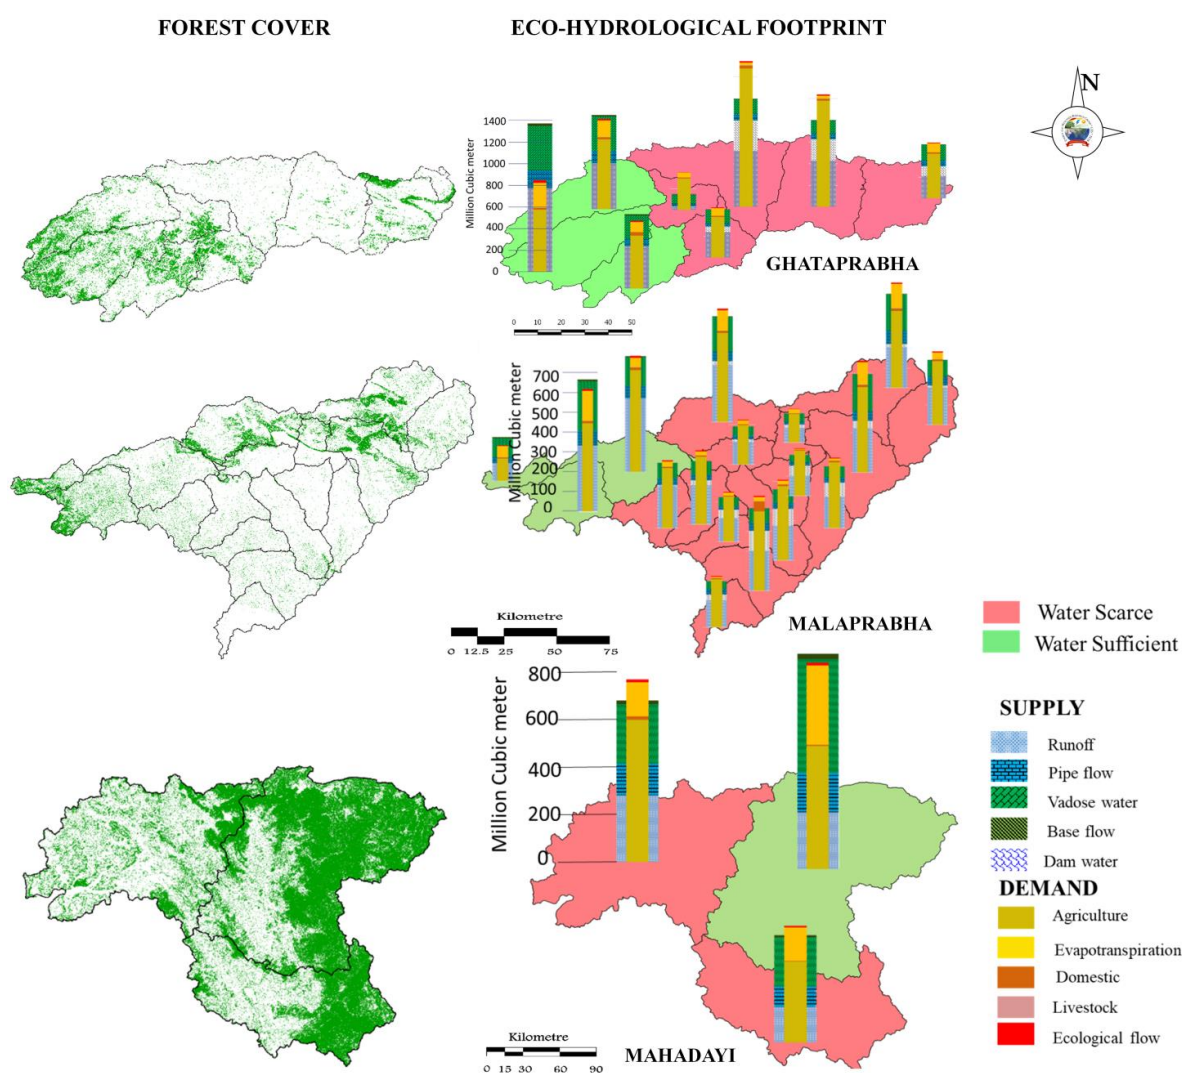 FOREST COVER
ECO-HYDROLOGICAL FOOTPRINT
N
Million Cubic meter
1400
1200
1000
800
600
400
200
0
GHATAPRABHA
0 10 20 30 40 50
Million Cubic meter
700
600
500
400
300
200
100
0
MALAPRABHA
Kilometre
0 12.5 25 50 75
Water Scarce
Water Sufficient
Million Cubic meter
800
600
400
200
0
MAHADAYI
Kilometre
0 15 30 60 90
SUPPLY
Runoff
Pipe flow
Vadose water
Base flow
Dam water
DEMAND
Agriculture
Evapotranspiration
Domestic
Livestock
Ecological flow